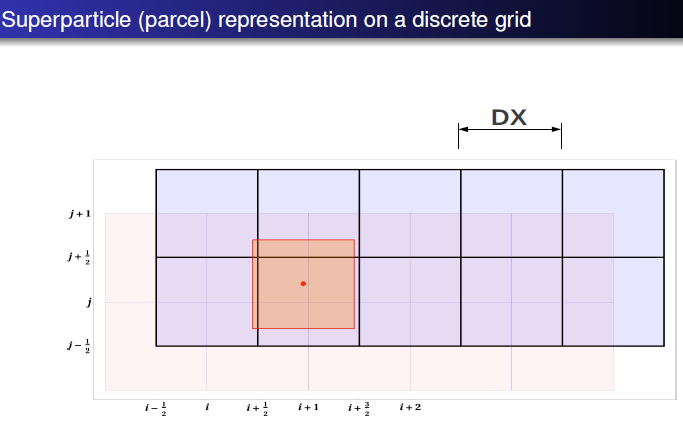 Superparticle (parcel) representation on a discrete grid
DX
j + 1
j + 1/2
j
j − 1/2
i − 1/2 i i + 1/2 i + 1 i + 3/2 i + 2